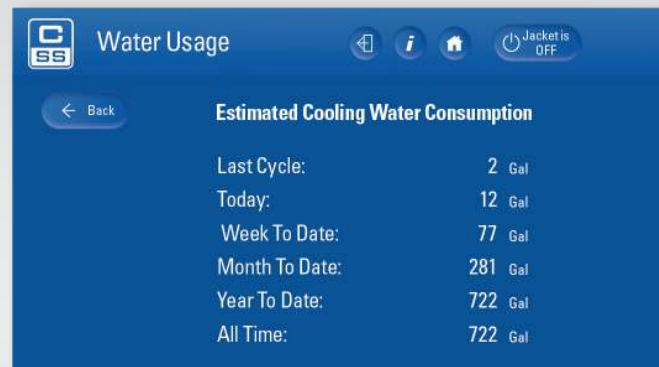 C
SS
Water Usage
i
Jacket is
OFF
← Back
Estimated Cooling Water Consumption
Last Cycle: 2 Gal
Today: 12 Gal
Week To Date: 77 Gal
Month To Date: 281 Gal
Year To Date: 722 Gal
All Time: 722 Gal